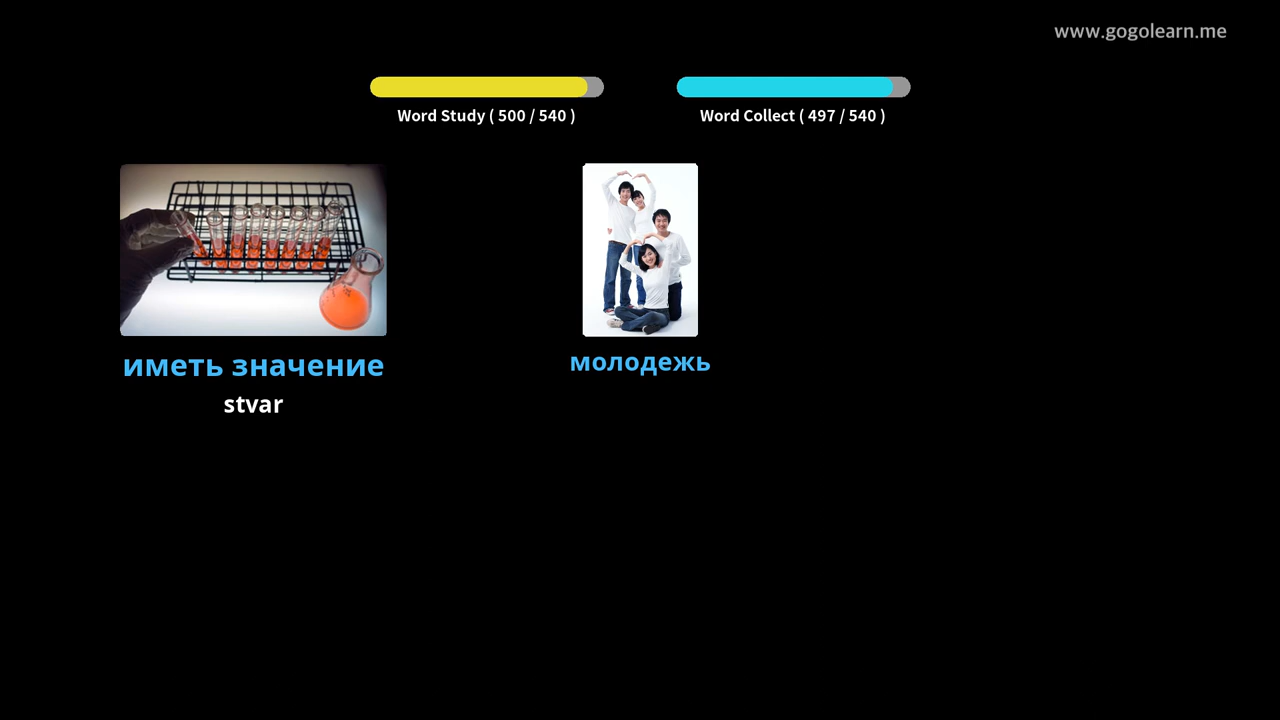 www.gogolearn.me
Word Study ( 500 / 540 )
Word Collect ( 497 / 540 )
иметь значение
stvar
молодежь